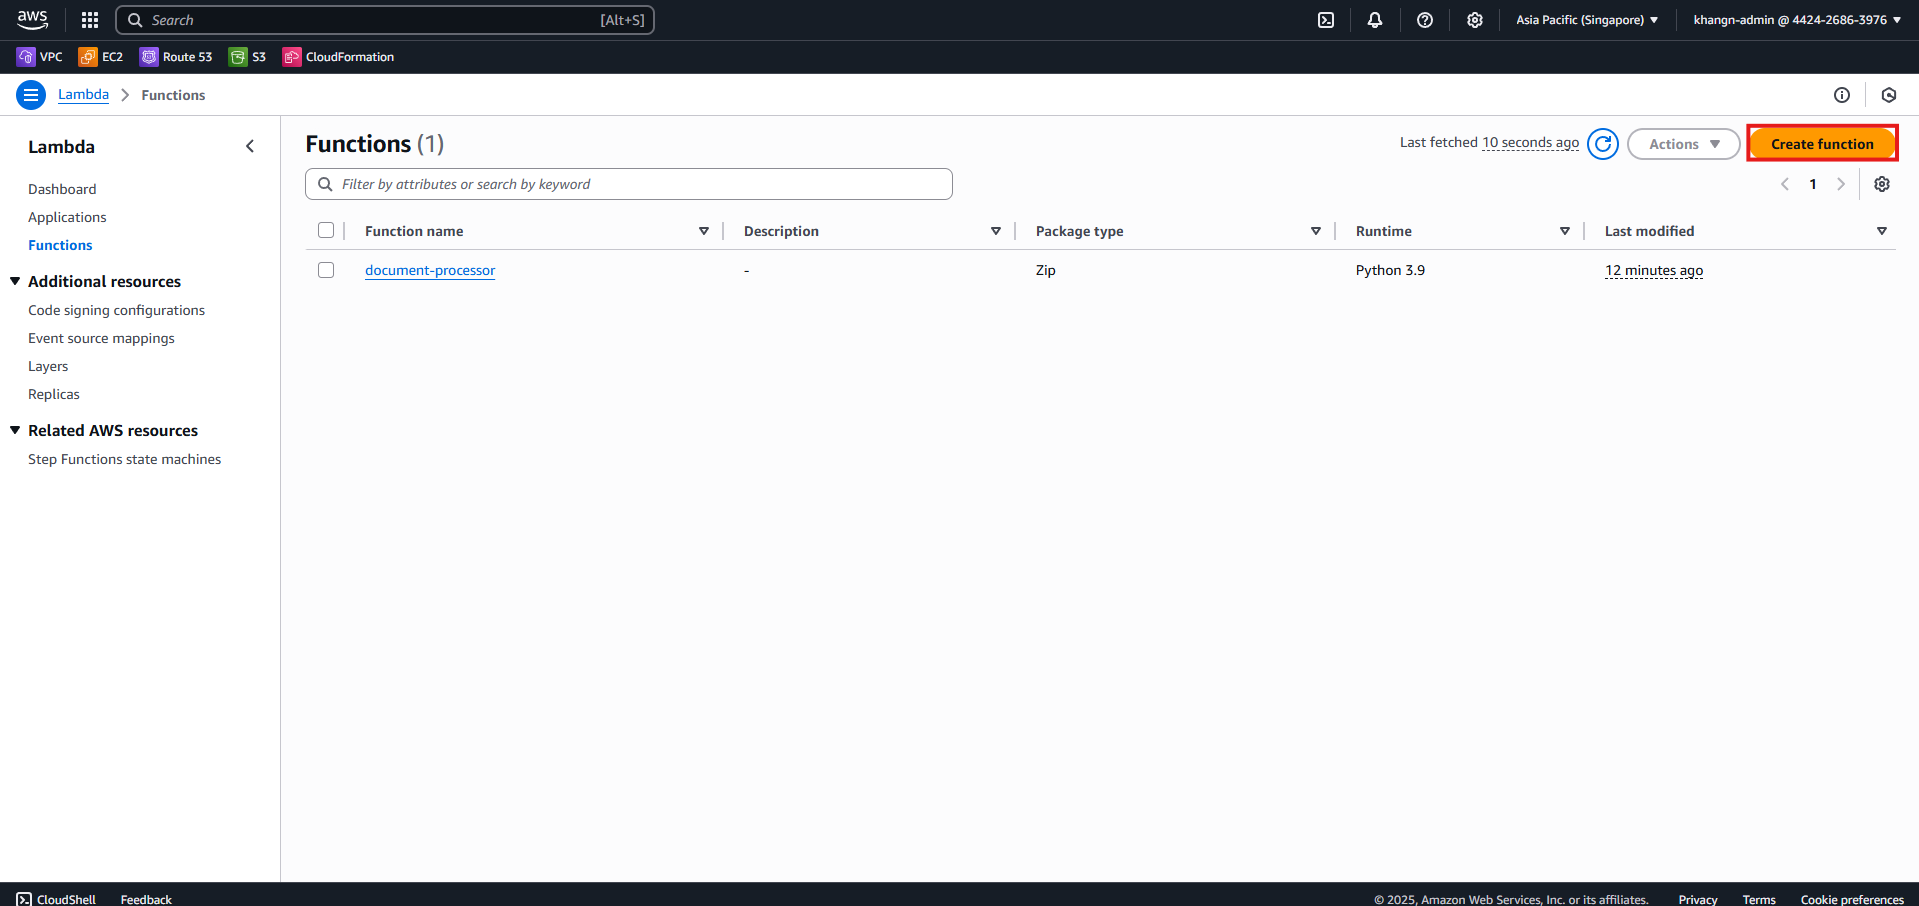 aws Search [Alt+S] Asia Pacific (Singapore) khangn-admin @ 4424-2686-3976
VPC EC2 Route 53 S3 CloudFormation
Lambda Functions
Lambda
Dashboard
Applications
Functions
Additional resources
Code signing configurations
Event source mappings
Layers
Replicas
Related AWS resources
Step Functions state machines
Functions (1)
Last fetched 10 seconds ago Actions Create function
Filter by attributes or search by keyword 1
Function name Description Package type Runtime Last modified
document-processor - Zip Python 3.9 12 minutes ago
CloudShell Feedback © 2025, Amazon Web Services, Inc. or its affiliates. Privacy Terms Cookie preferences